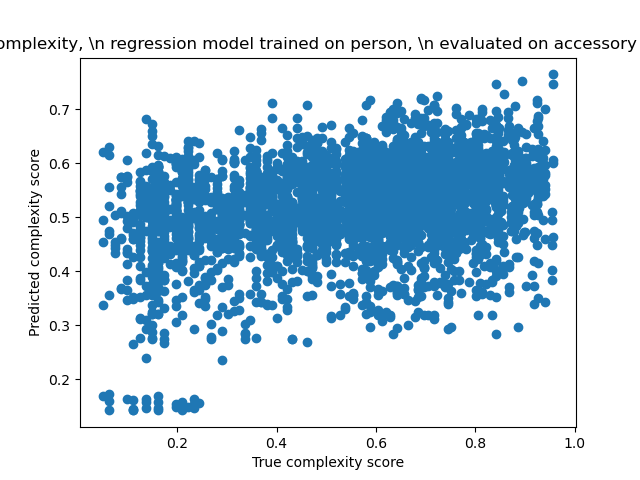 omplexity, \n regression model trained on person, \n evaluated on accessory
0.7
0.6
0.5
0.4
0.3
0.2
Predicted complexity score
0.2 0.4 0.6 0.8 1.0
True complexity score